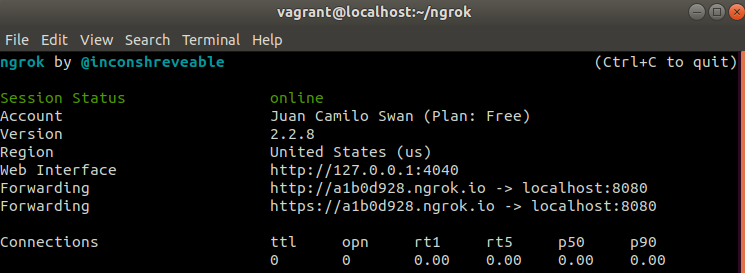 vagrant@localhost:~/ngrok
File Edit View Search Terminal Help
ngrok by @inconshreveable (Ctrl+C to quit)
Session Status online
Account Juan Camilo Swan (Plan: Free)
Version 2.2.8
Region United States (us)
Web Interface http://127.0.0.1:4040
Forwarding http://a1b0d928.ngrok.io -> localhost:8080
Forwarding https://a1b0d928.ngrok.io -> localhost:8080
Connections ttl opn rt1 rt5 p50 p90
0 0 0.00 0.00 0.00 0.00